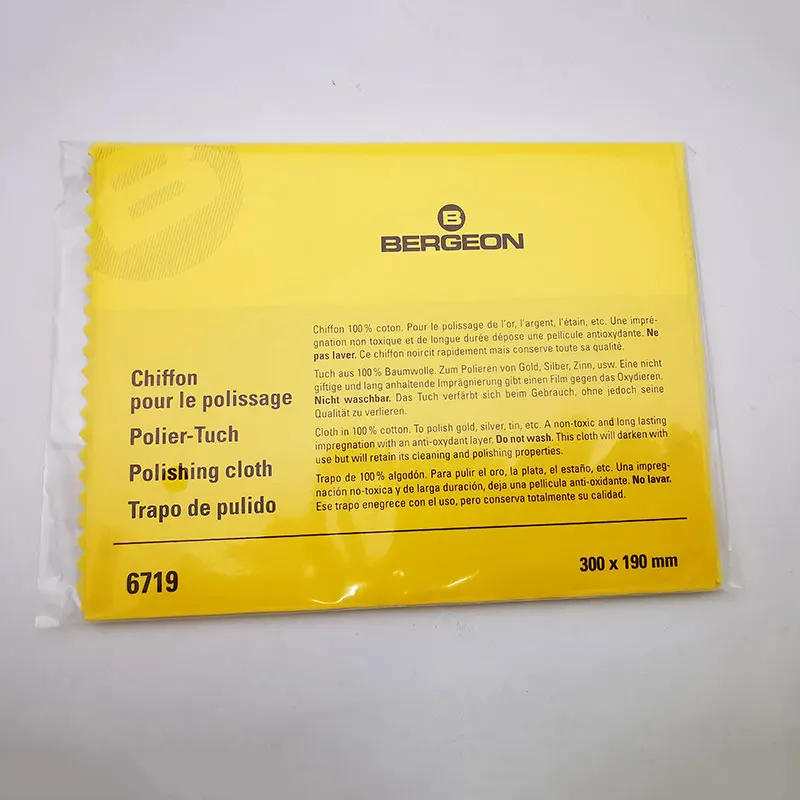 B
B
BERGEON
Chiffon
pour le polissage
Polier-Tuch
Polishing cloth
Trapo de pulido
Chiffon 100% coton. Pour le polissage de l'or, l'argent, l'étain, etc. Une impré-
gnation non toxique et de longue durée dépose une pellicule antioxydante. Ne
pas laver. Ce chiffon noircit rapidement mais conserve toute sa qualité.
Tuch aus 100% Baumwolle. Zum Polieren von Gold, Silber, Zinn, usw. Eine nicht
giftige und lang anhaltende Imprägnierung gibt einen Film gegen das Oxydieren.
Nicht waschbar. Das Tuch verfärbt sich beim Gebrauch, ohne jedoch seine
Qualität zu verlieren.
Cloth in 100% cotton. To polish gold, silver, tin, etc. A non-toxic and long lasting
impregnation with an anti-oxydant layer. Do not wash. This cloth will darken with
use but will retain its cleaning and polishing properties.
Trapo de 100% algodón. Para pulir el oro, la plata, el estaño, etc. Una impreg-
nación no-toxica y de larga duración, deja una pellicula anti-oxidante. No lavar.
Ese trapo enegrece con el uso, pero conserva totalmente su calidad.
6719
300 x 190 mm